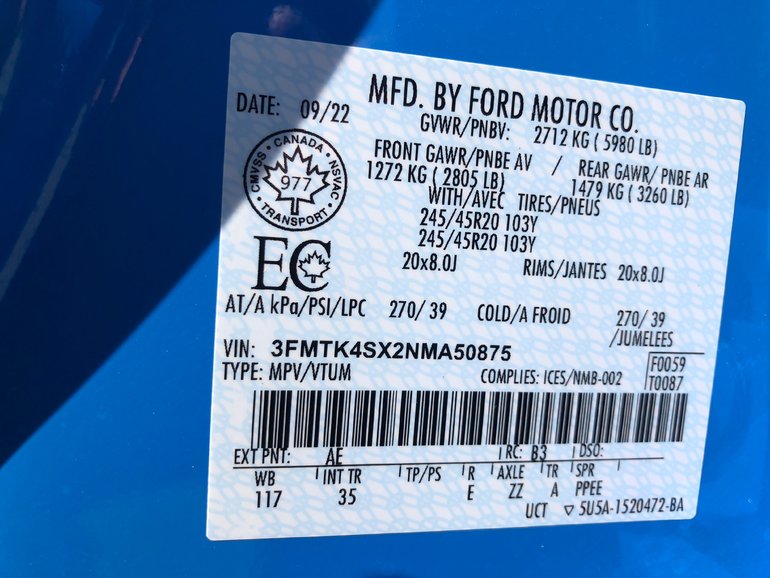 MFD. BY FORD MOTOR CO.
DATE: 09/22
GVWR/PNBV: 2712 KG ( 5980 LB)
FRONT GAWR/PNBE AV / REAR GAWR/ PNBE AR
1272 KG ( 2805 LB) 1479 KG ( 3260 LB)
WITH/AVEC TIRES/PNEUS
245/45R20 103Y
245/45R20 103Y
20x8.0J RIMS/JANTES 20x8.0J
CMVSS • CANADA • NSVAC • TRANSPORT •
977
EC
AT/A kPa/PSI/LPC 270/ 39 COLD/A FROID 270/ 39
/JUMELEES
VIN: 3FMTK4SX2NMA50875
F0059
TYPE: MPV/VTUM COMPLIES: ICES/NMB-002 T0087
EXT PNT: AE RC: B3 DSO:
WB INT TR TP/PS R AXLE TR SPR
117 35 E ZZ A PPEE
UCT ▽ 5U5A-1520472-BA